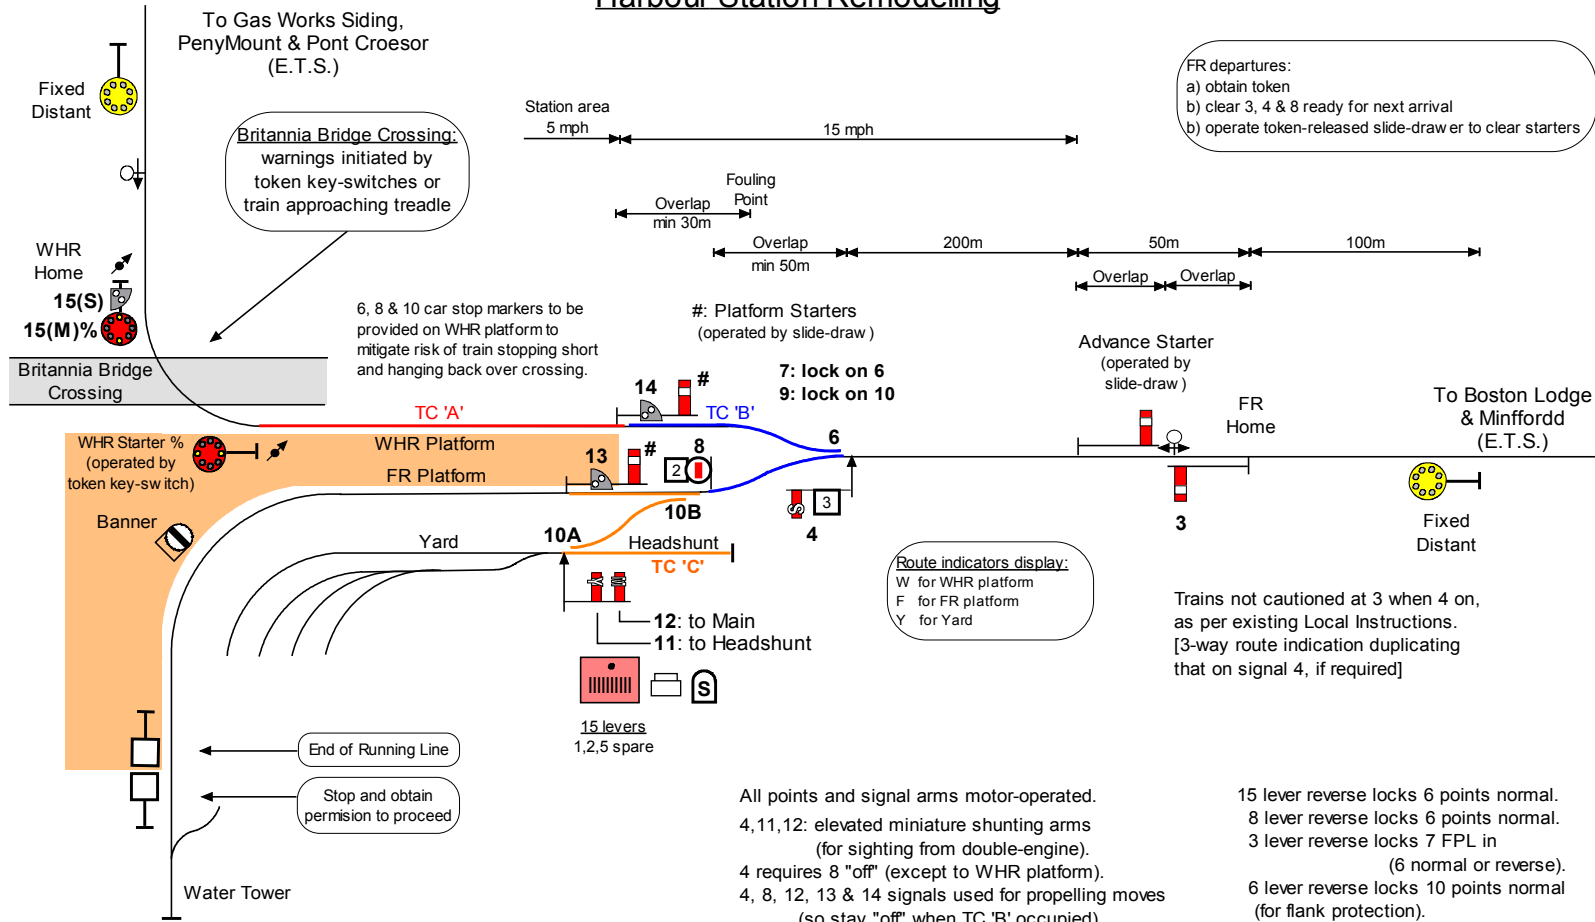 Harbour Station Remodelling
To Gas Works Siding,
PenyMount & Pont Croesor
(E.T.S.)
Fixed
Distant
Britannia Bridge Crossing:
warnings initiated by
token key-switches or
train approaching treadle
Station area
5 mph
15 mph
FR departures:
a) obtain token
b) clear 3, 4 & 8 ready for next arrival
b) operate token-released slide-drawer to clear starters
Fouling
Point
Overlap
min 30m
Overlap
min 50m
200m
50m
100m
Overlap
Overlap
WHR
Home
15(S)
15(M)%
Britannia Bridge
Crossing
6, 8 & 10 car stop markers to be
provided on WHR platform to
mitigate risk of train stopping short
and hanging back over crossing.
#: Platform Starters
(operated by slide-draw)
7: lock on 6
9: lock on 10
Advance Starter
(operated by
slide-draw)
FR
Home
To Boston Lodge
& Minffordd
(E.T.S.)
TC 'A'
14
#
TC 'B'
6
WHR Starter %
(operated by
token key-switch)
WHR Platform
FR Platform
13
#
8
2
10B
S
3
4
3
Fixed
Distant
Banner
Yard
10A
Headshunt
TC 'C'
Y
M
12: to Main
11: to Headshunt
S
15 levers
1,2,5 spare
Route indicators display:
W for WHR platform
F for FR platform
Y for Yard
Trains not cautioned at 3 when 4 on,
as per existing Local Instructions.
[3-way route indication duplicating
that on signal 4, if required]
End of Running Line
Stop and obtain
permision to proceed
Water Tower
All points and signal arms motor-operated.
4,11,12: elevated miniature shunting arms
(for sighting from double-engine).
4 requires 8 "off" (except to WHR platform).
4, 8, 12, 13 & 14 signals used for propelling moves
(so stay "off" when TC 'B' occupied)
15 lever reverse locks 6 points normal.
8 lever reverse locks 6 points normal.
3 lever reverse locks 7 FPL in
(6 normal or reverse).
6 lever reverse locks 10 points normal
(for flank protection).